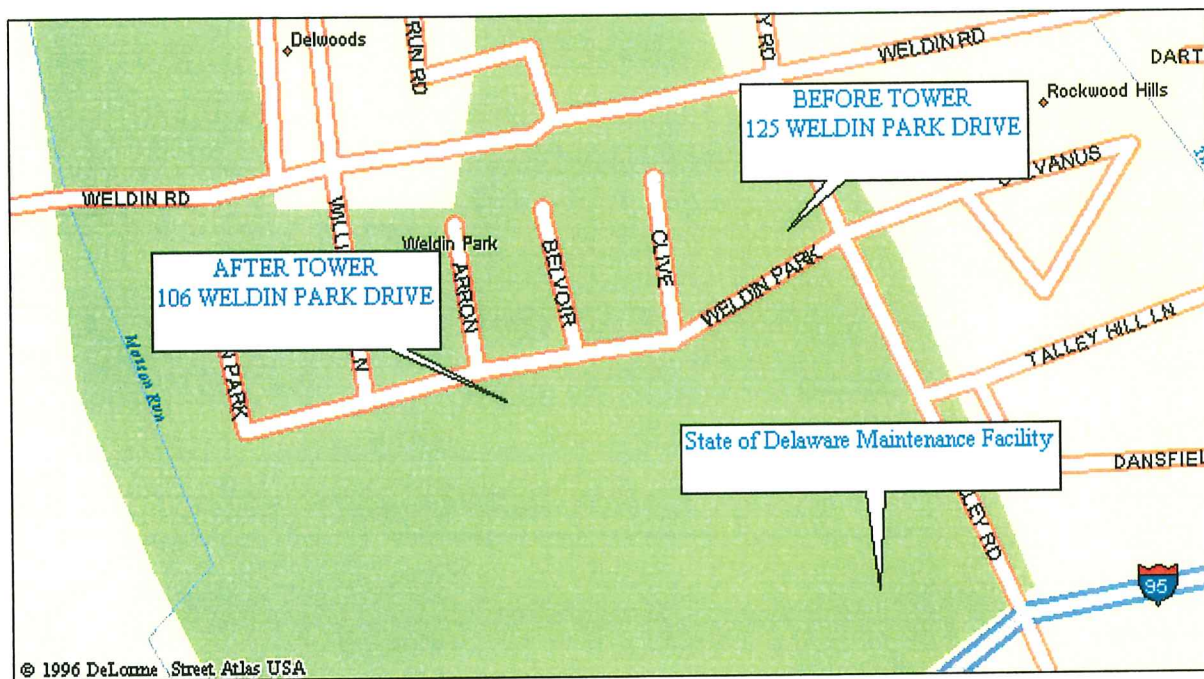 Delwoods
RUN RD
Y RD
WELDIN RD
DART
Rockwood Hills
BEFORE TOWER
125 WELDIN PARK DRIVE
VANUS
WELDIN RD
WILL
Weldin Park
ARRON
BELVOIR
CLIVE
WELDIN PARK
AFTER TOWER
106 WELDIN PARK DRIVE
N
N PARK
Matson Run
TALLEY HILL LN
State of Delaware Maintenance Facility
DANSFIEL
LLEY RD
95
© 1996 DeLorme Street Atlas USA